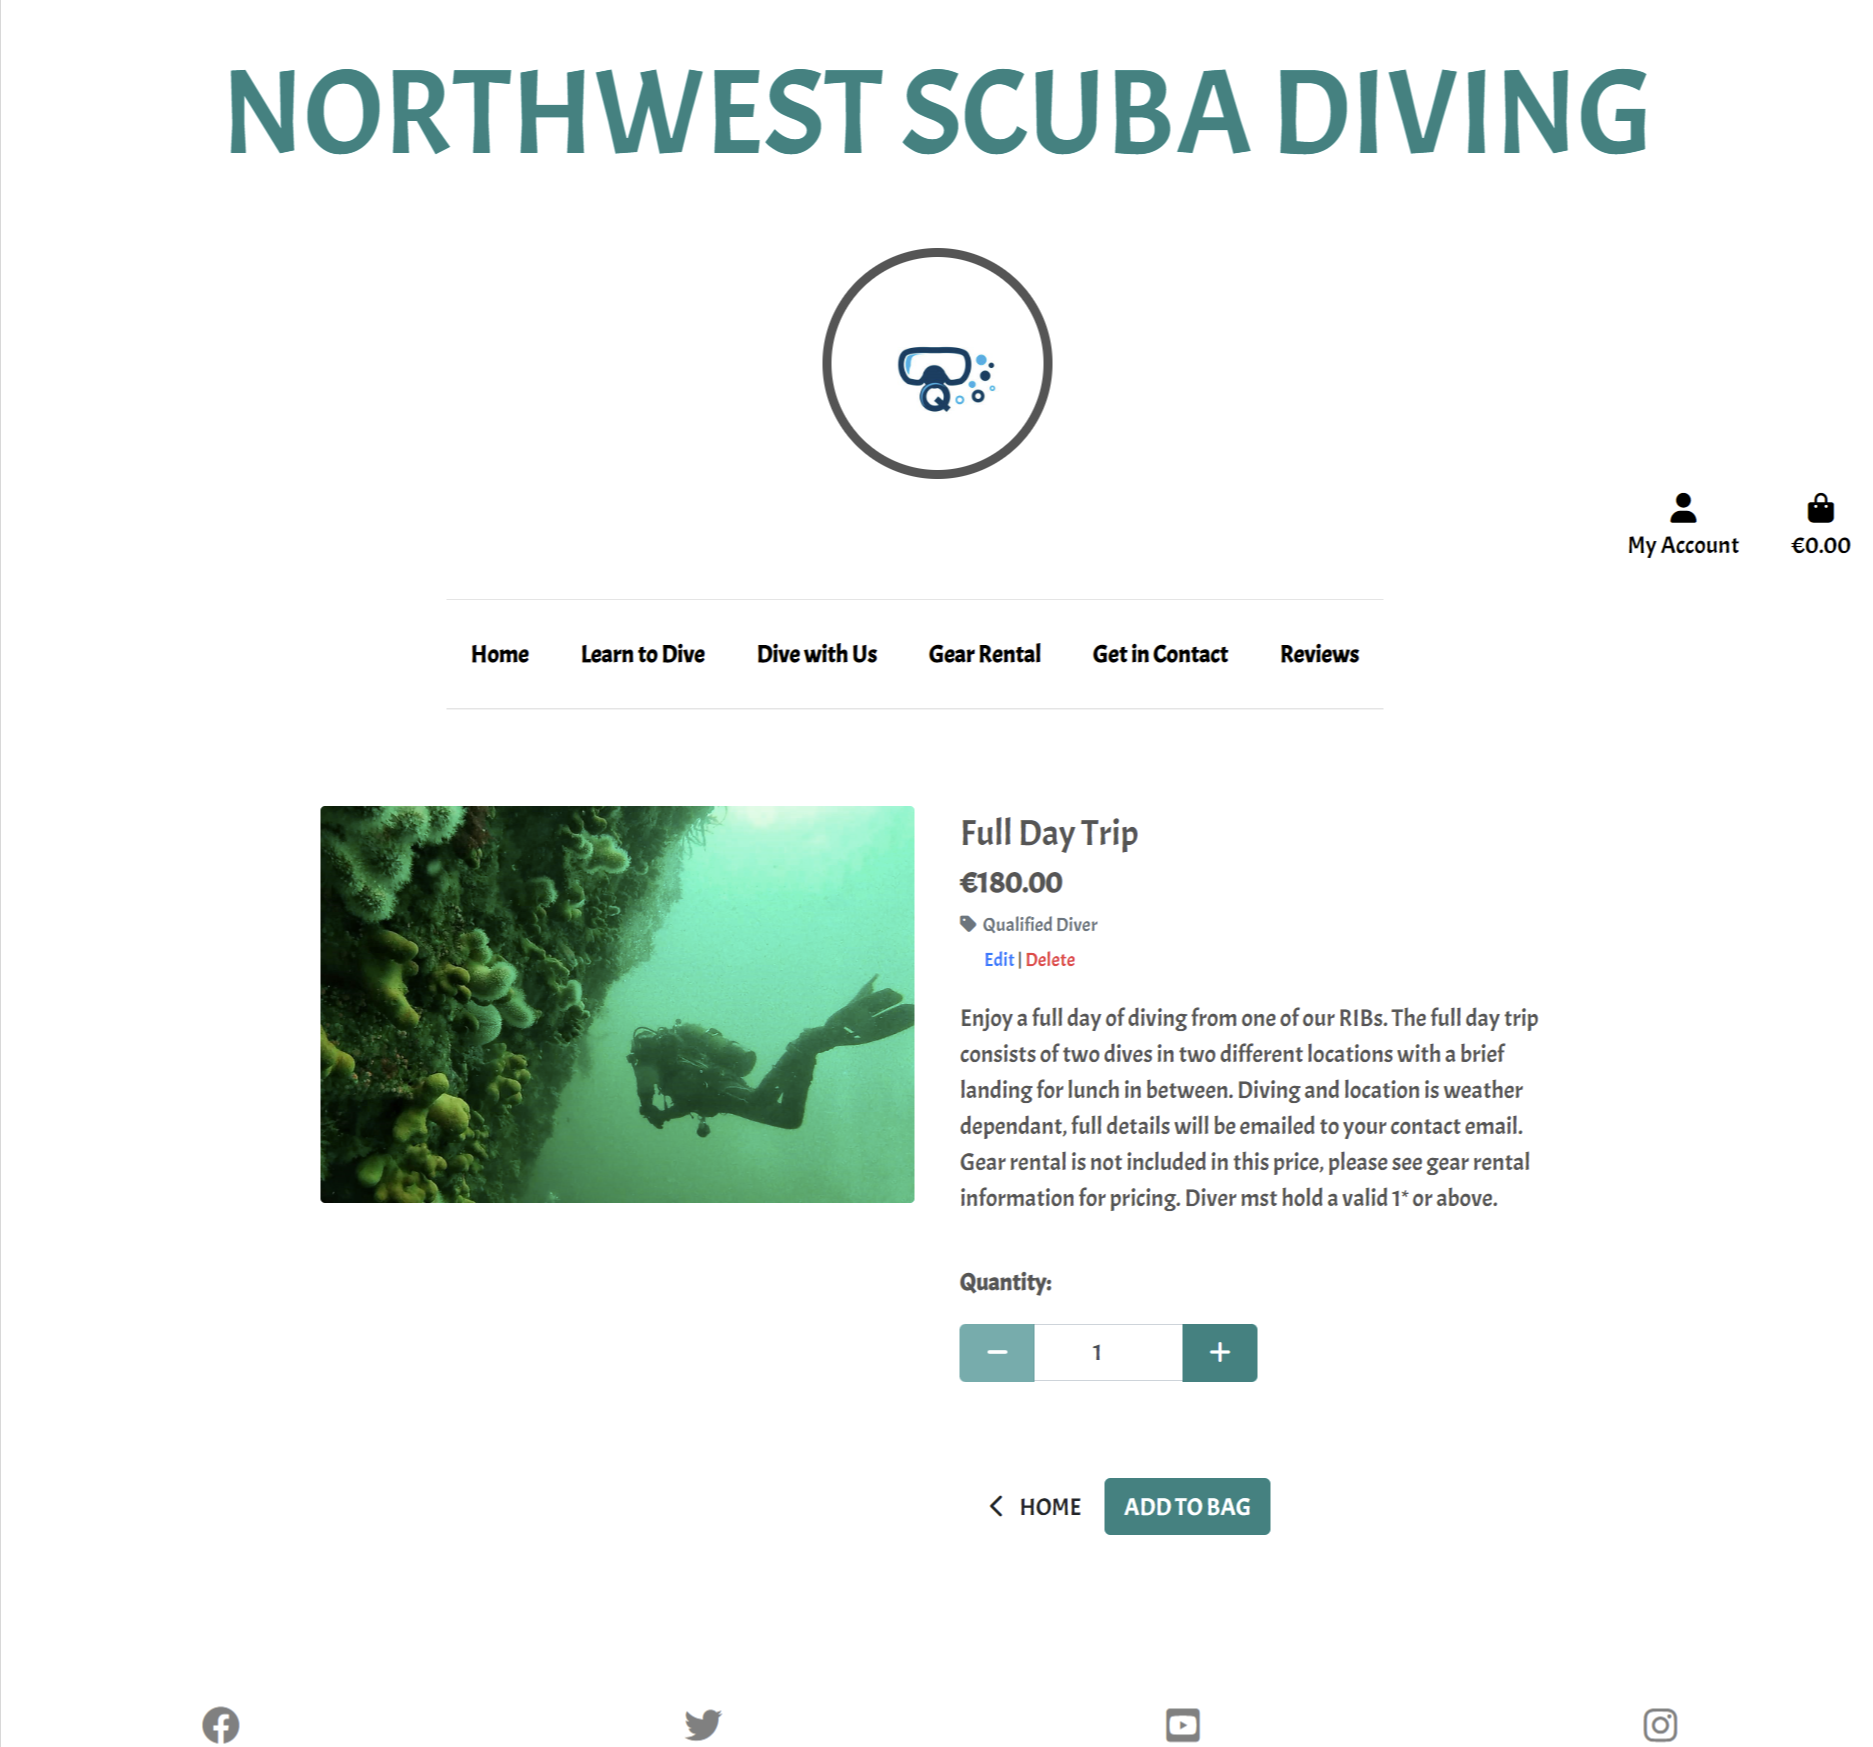 NORTHWEST SCUBA DIVING
Q
My Account
€0.00
Home Learn to Dive Dive with Us Gear Rental Get in Contact Reviews
Full Day Trip
€180.00
Qualified Diver
Edit | Delete
Enjoy a full day of diving from one of our RIBs. The full day trip
consists of two dives in two different locations with a brief
landing for lunch in between. Diving and location is weather
dependant, full details will be emailed to your contact email.
Gear rental is not included in this price, please see gear rental
information for pricing. Diver mst hold a valid 1* or above.
Quantity:
− 1 +
HOME ADD TO BAG